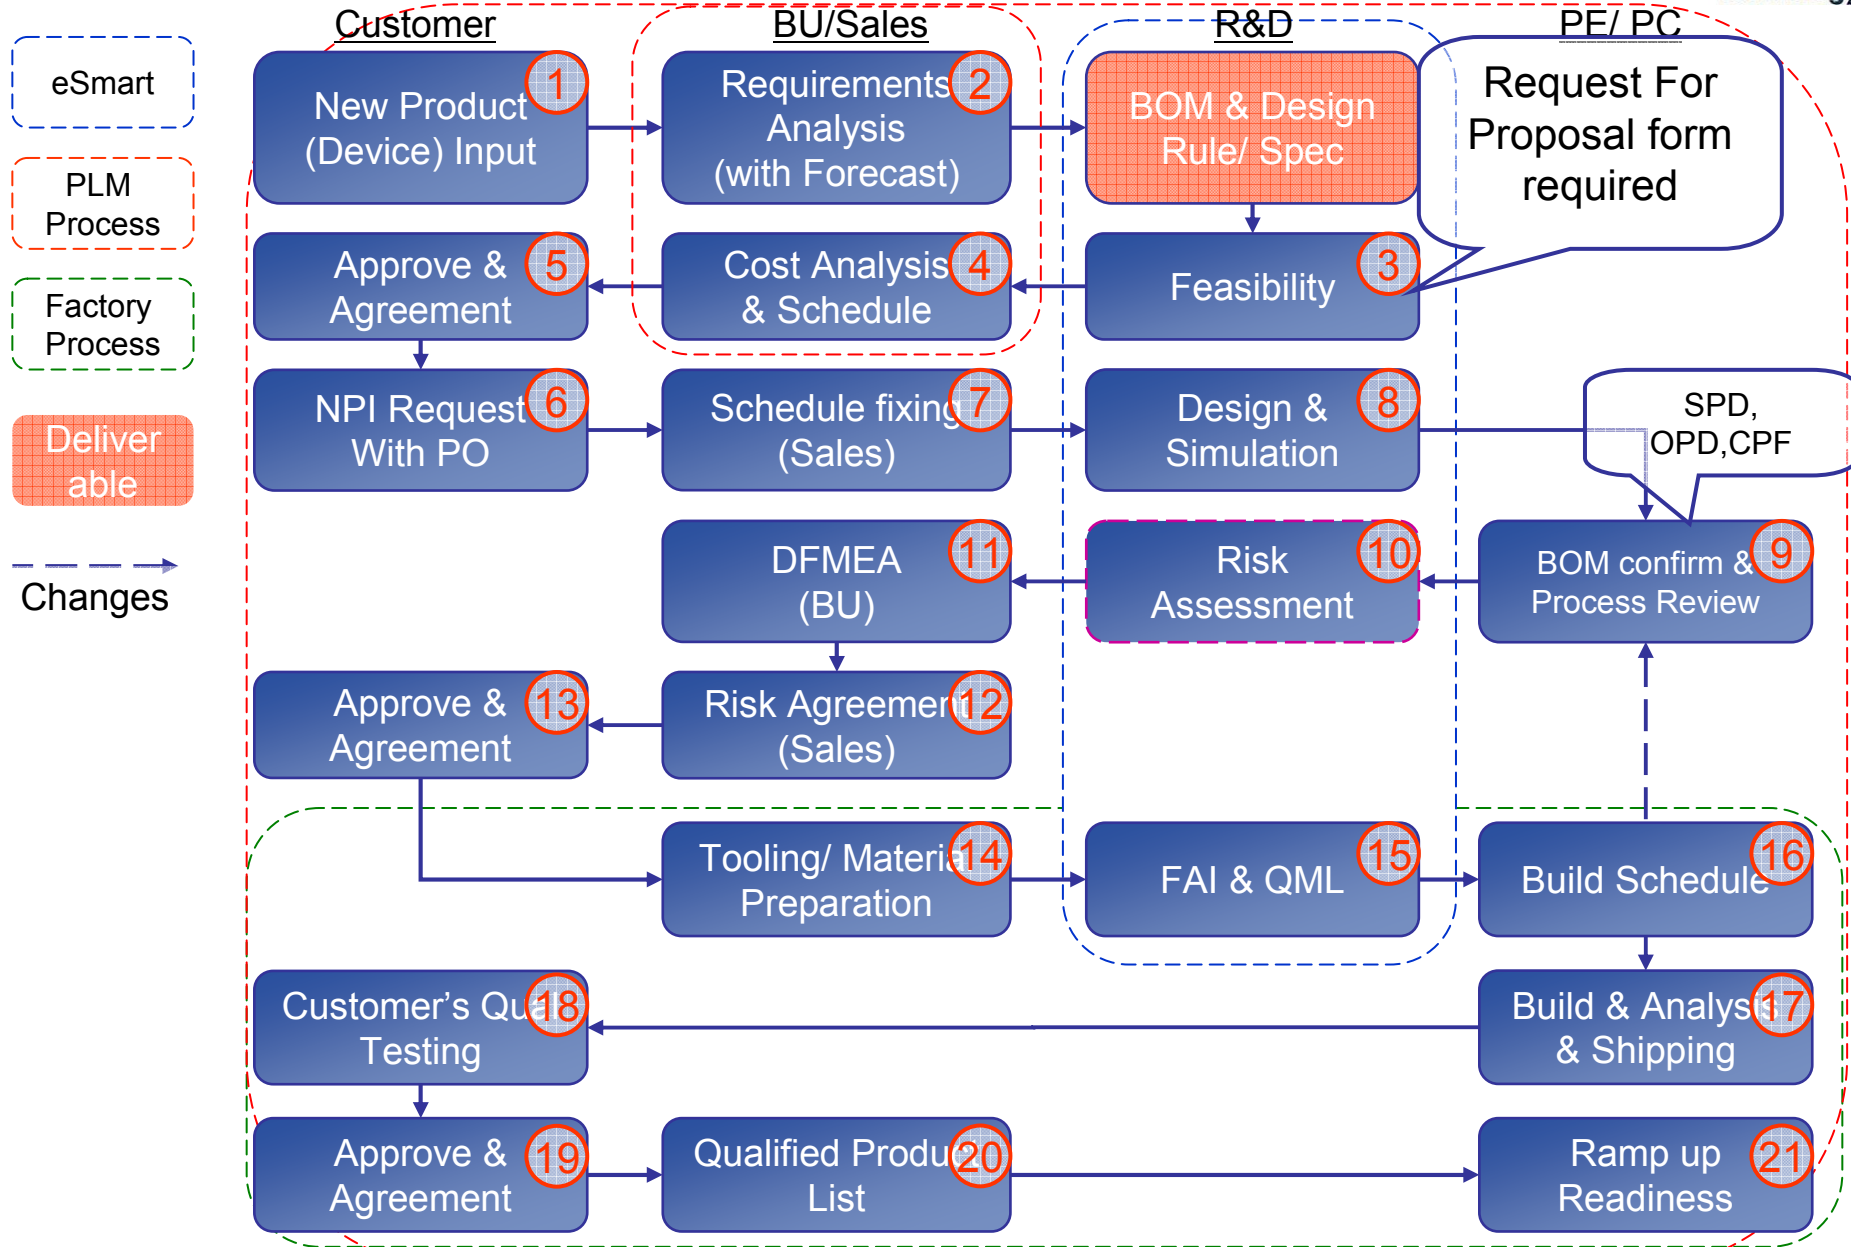 Customer
BU/Sales
R&D
PE/ PC
eSmart
PLM
Process
Factory
Process
Deliver
able
Changes
New Product
(Device) Input
1
Requirements
Analysis
(with Forecast)
2
BOM & Design
Rule/ Spec
Request For
Proposal form
required
Approve &
Agreement
5
Cost Analysis
& Schedule
4
Feasibility
3
NPI Request
With PO
6
Schedule fixing
(Sales)
7
Design &
Simulation
8
SPD,
OPD,CPF
DFMEA
(BU)
11
Risk
Assessment
10
BOM confirm &
Process Review
9
Approve &
Agreement
13
Risk Agreement
(Sales)
12
Tooling/ Material
Preparation
14
FAI & QML
15
Build Schedule
16
Customer’s Qual
Testing
18
Build & Analysis
& Shipping
17
Approve &
Agreement
19
Qualified Product
List
20
Ramp up
Readiness
21